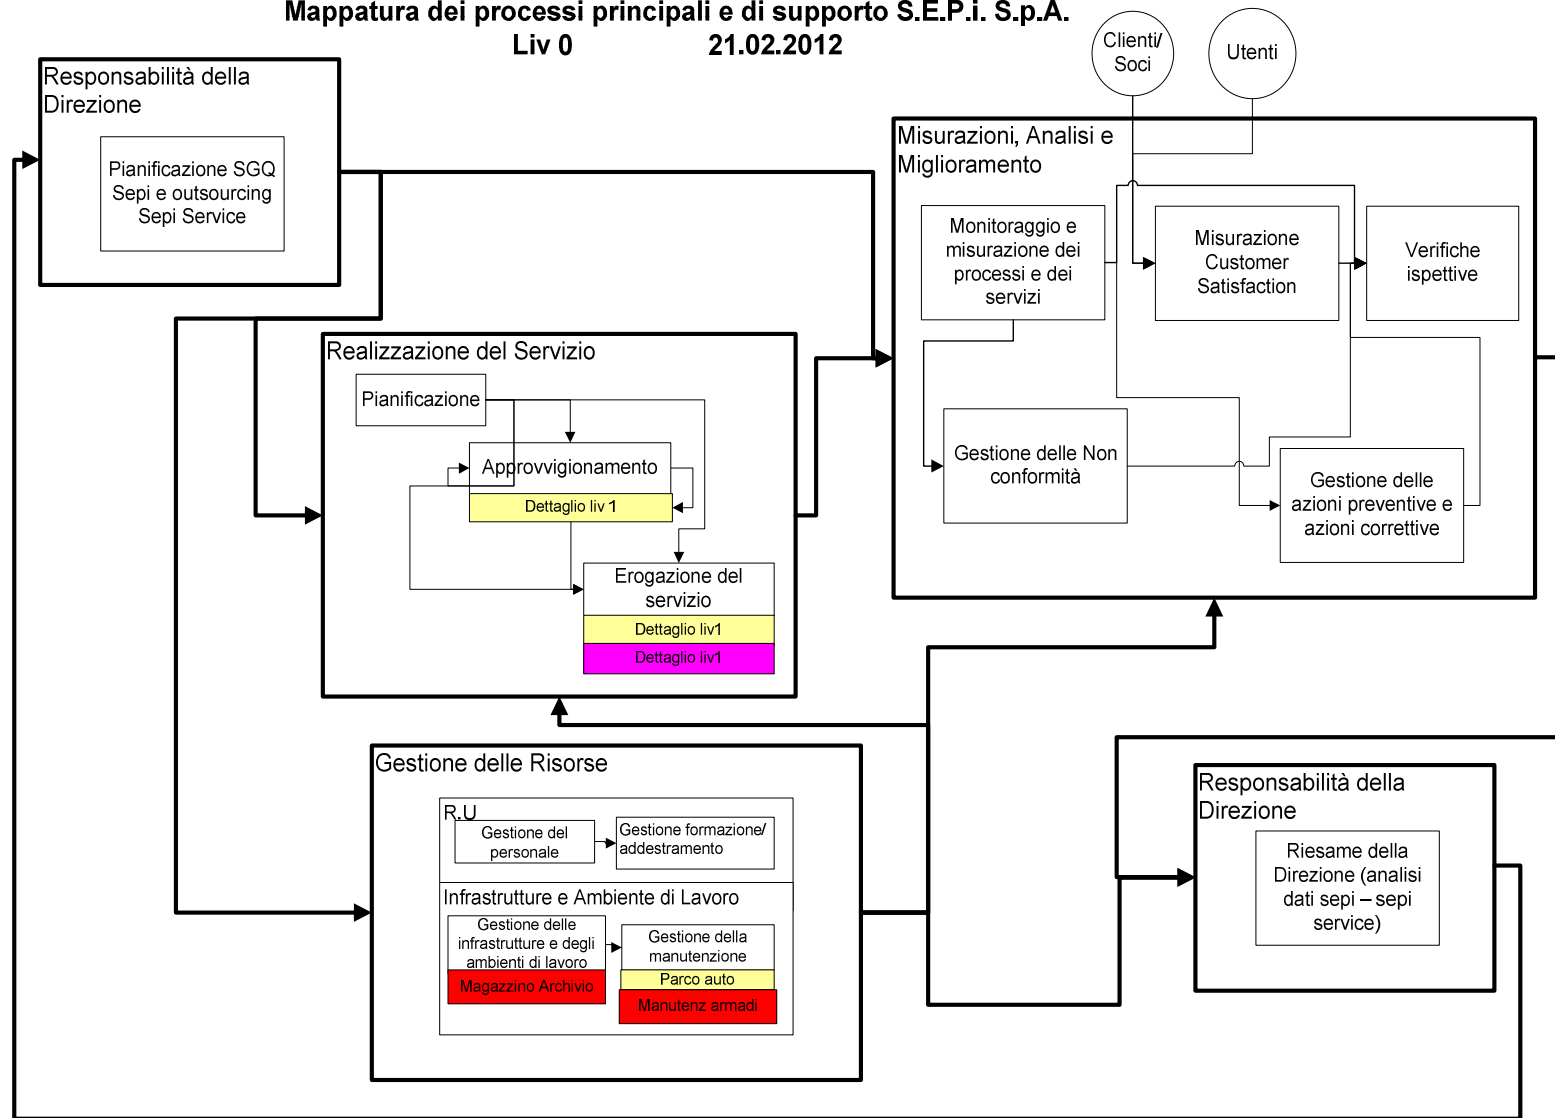 Mappatura dei processi principali e di supporto S.E.P.i. S.p.A.
Liv 0 21.02.2012
Clienti/
Soci
Utenti
Responsabilità della
Direzione
Pianificazione SGQ
Sepi e outsourcing
Sepi Service
Misurazioni, Analisi e
Miglioramento
Monitoraggio e
misurazione dei
processi e dei
servizi
Misurazione
Customer
Satisfaction
Verifiche
ispettive
Gestione delle Non
conformità
Gestione delle
azioni preventive e
azioni correttive
Realizzazione del Servizio
Pianificazione
Approvvigionamento
Dettaglio liv 1
Erogazione del
servizio
Dettaglio liv1
Dettaglio liv1
Gestione delle Risorse
R.U
Gestione del
personale
Gestione formazione/
addestramento
Infrastrutture e Ambiente di Lavoro
Gestione delle
infrastrutture e degli
ambienti di lavoro
Magazzino Archivio
Gestione della
manutenzione
Parco auto
Manutenz armadi
Responsabilità della
Direzione
Riesame della
Direzione (analisi
dati sepi – sepi
service)